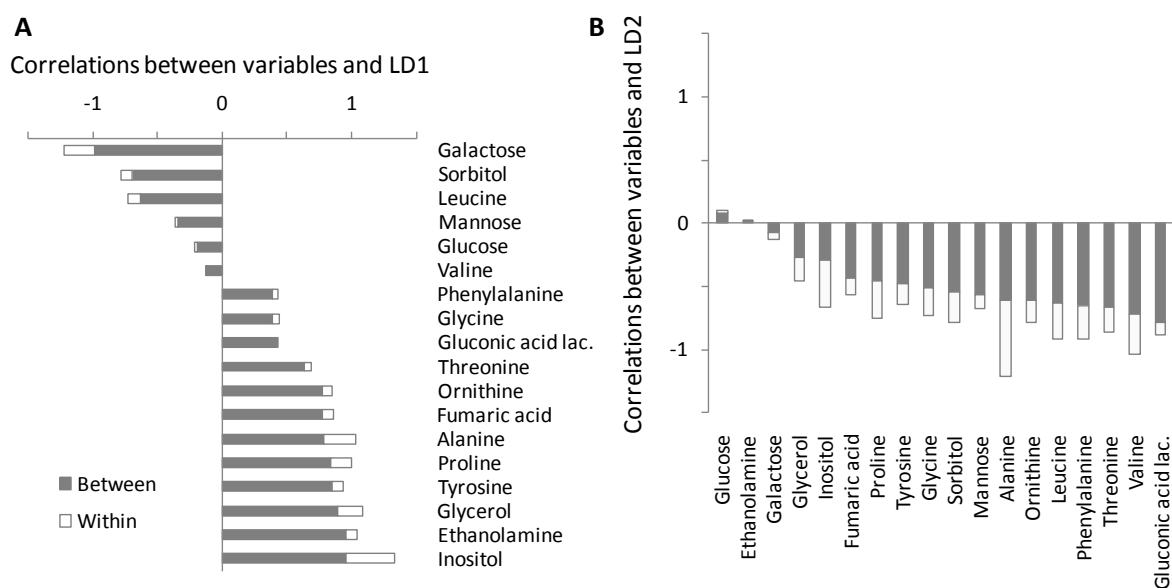 A
Correlations between variables and LD1
-1 0 1
Galactose
Sorbitol
Leucine
Mannose
Glucose
Valine
Phenylalanine
Glycine
Gluconic acid lac.
Threonine
Ornithine
Fumaric acid
Alanine
Proline
Tyrosine
Glycerol
Ethanolamine
Inositol
Between
Within
B
Correlations between variables and LD2
1
0
-1
Glucose
Ethanolamine
Galactose
Glycerol
Inositol
Fumaric acid
Proline
Tyrosine
Glycine
Sorbitol
Mannose
Alanine
Ornithine
Leucine
Phenylalanine
Threonine
Valine
Gluconic acid lac.